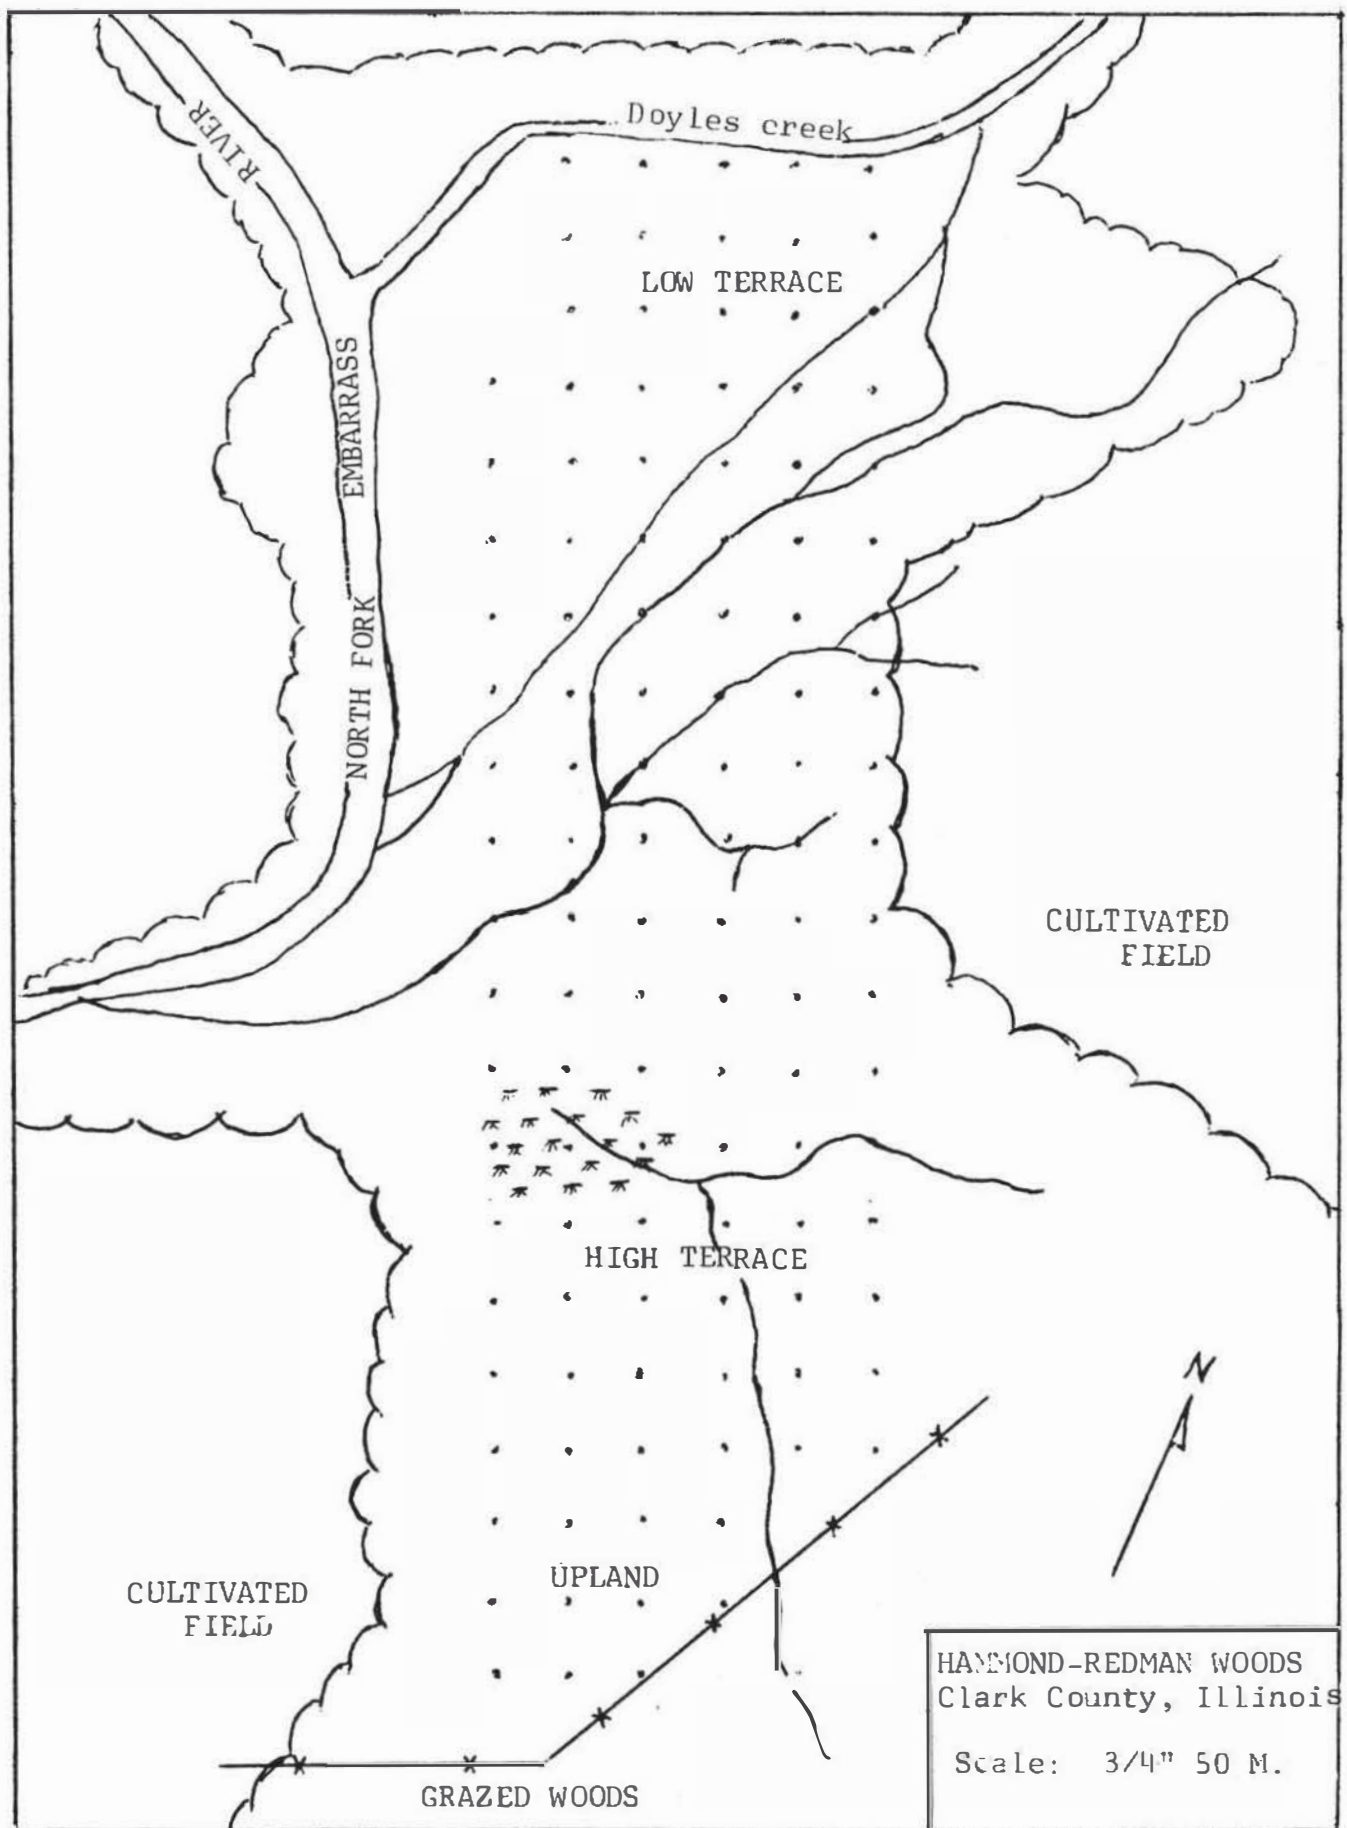 Doyles creek
RIVER
LOW TERRACE
EMBARRASS
NORTH FORK
CULTIVATED
FIELD
HIGH TERRACE
N
UPLAND
CULTIVATED
FIELD
HAMMOND-REDMAN WOODS
Clark County, Illinois
Scale: 3/4" 50 M.
GRAZED WOODS